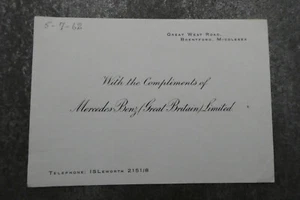 5-7-62
Great West Road,
Brentford, Middlesex
With the Compliments of
Mercedes Benz (Great Britain) Limited.
Telephone, ISLeworth 2151/8